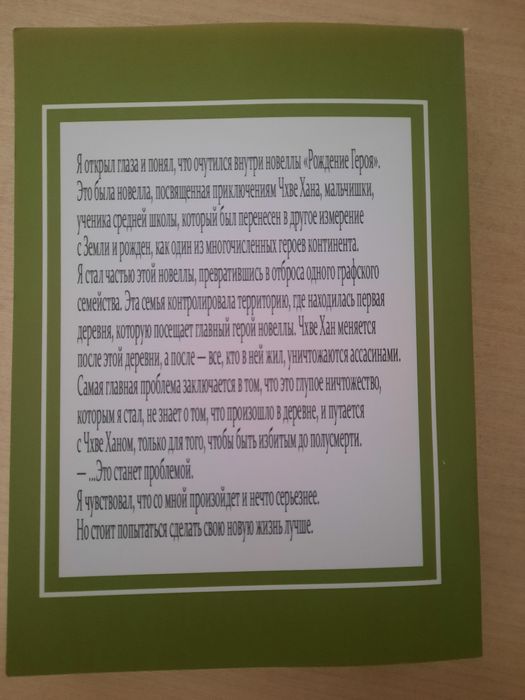 Я открыл глаза и понял, что очутился внутри новеллы «Рождение Героя».
Это была новелла, посвященная приключениям Чхве Хана, мальчишки,
ученика средней школы, который был перенесен в другое измерение
с Земли и рожден, как один из многочисленных героев континента.
Я стал частью этой новеллы, превратившись в отброса одного графского
семейства. Эта семья контролировала территорию, где находилась первая
деревня, которую посещает главный герой новеллы. Чхве Хан меняется
после этой деревни, а после — все, кто в ней жил, уничтожаются ассасинами.
Самая главная проблема заключается в том, что это глупое ничтожество,
которым я стал, не знает о том, что произошло в деревне, и путается
с Чхве Ханом, только для того, чтобы быть избитым до полусмерти.
— ...Это станет проблемой.
Я чувствовал, что со мной произойдет и нечто серьезнее.
Но стоит попытаться сделать свою новую жизнь лучше.